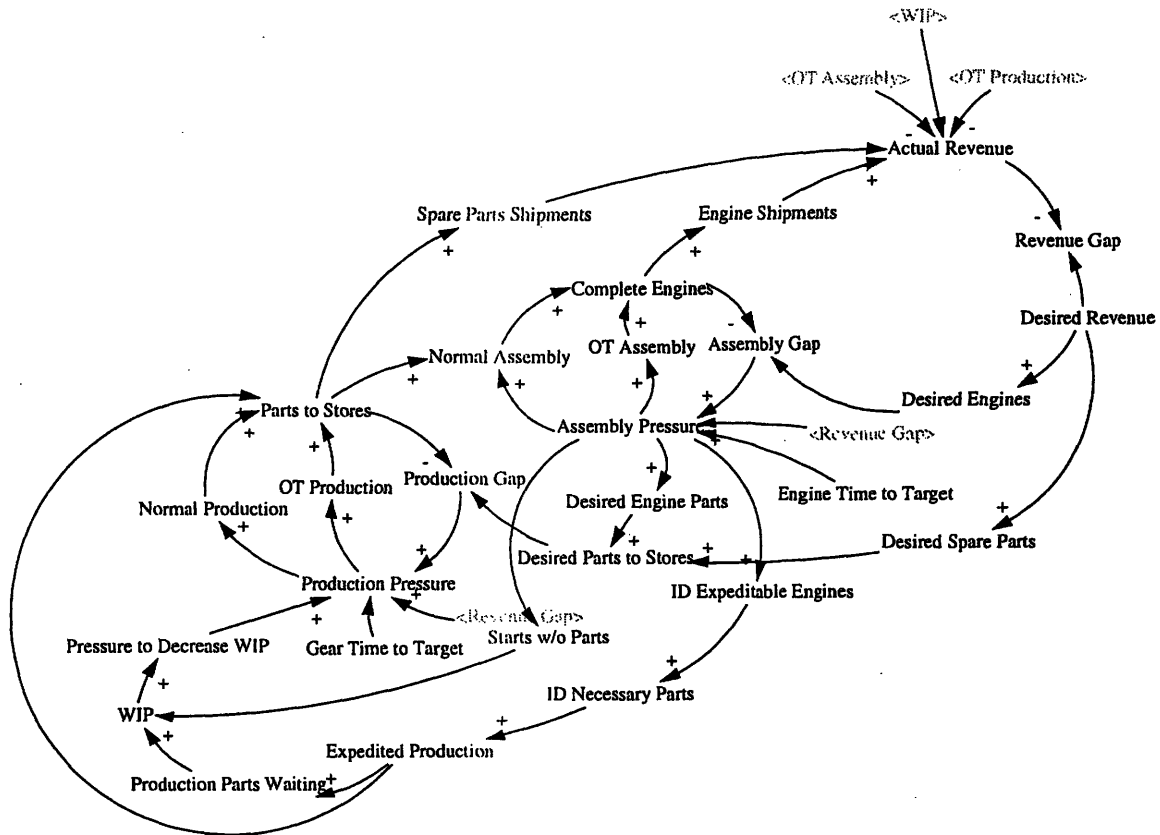 <WIP>
<OT Assembly> <OT Production>
Actual Revenue
Spare Parts Shipments
Engine Shipments
Revenue Gap
Complete Engines
Desired Revenue
Normal Assembly
OT Assembly
Assembly Gap
Desired Engines
Parts to Stores
Assembly Pressure
<Revenue Gap>
Production Gap
OT Production
Normal Production
Desired Engine Parts
Engine Time to Target
Desired Spare Parts
Desired Parts to Stores
Production Pressure
ID Expeditable Engines
<Revenue Gap>
Starts w/o Parts
Pressure to Decrease WIP
Gear Time to Target
ID Necessary Parts
WIP
Expedited Production
Production Parts Waiting